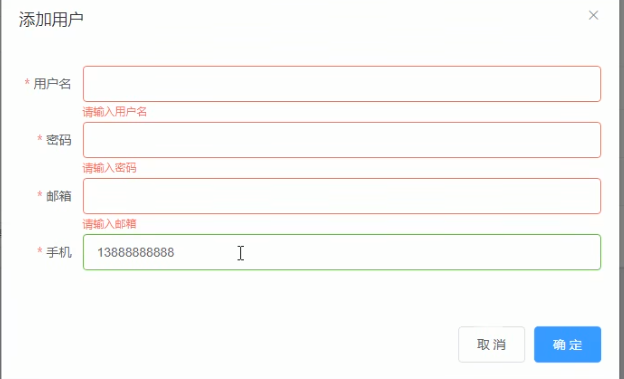 添加用户
* 用户名
请输入用户名
* 密码
请输入密码
* 邮箱
请输入邮箱
* 手机 13888888888
取消 确定